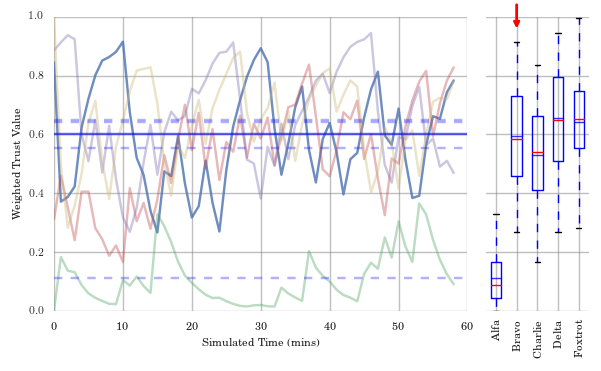 Weighted Trust Value
1.0
0.8
0.6
0.4
0.2
0.0
0 10 20 30 40 50 60
Simulated Time (mins)
Alfa
Bravo
Charlie
Delta
Foxtrot